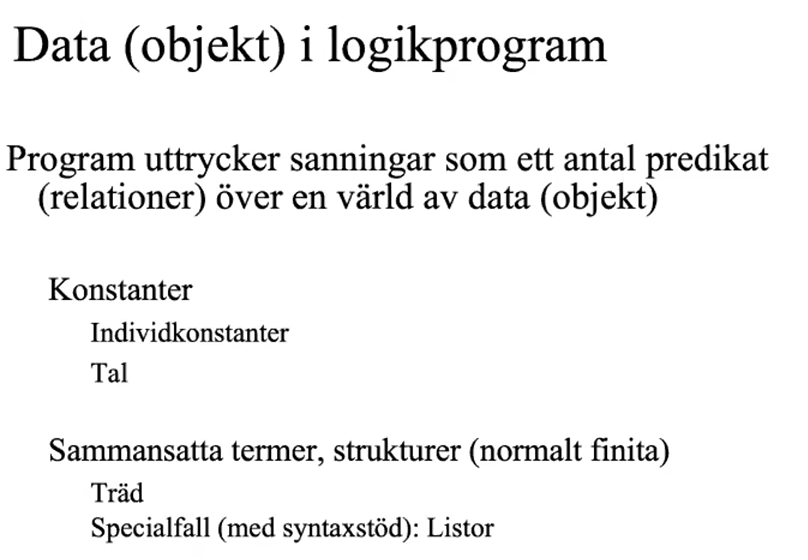 Data (objekt) i logikprogram
Program uttrycker sanningar som ett antal predikat
(relationer) över en värld av data (objekt)
Konstanter
Individkonstanter
Tal
Sammansatta termer, strukturer (normalt finita)
Träd
Specialfall (med syntaxstöd): Listor